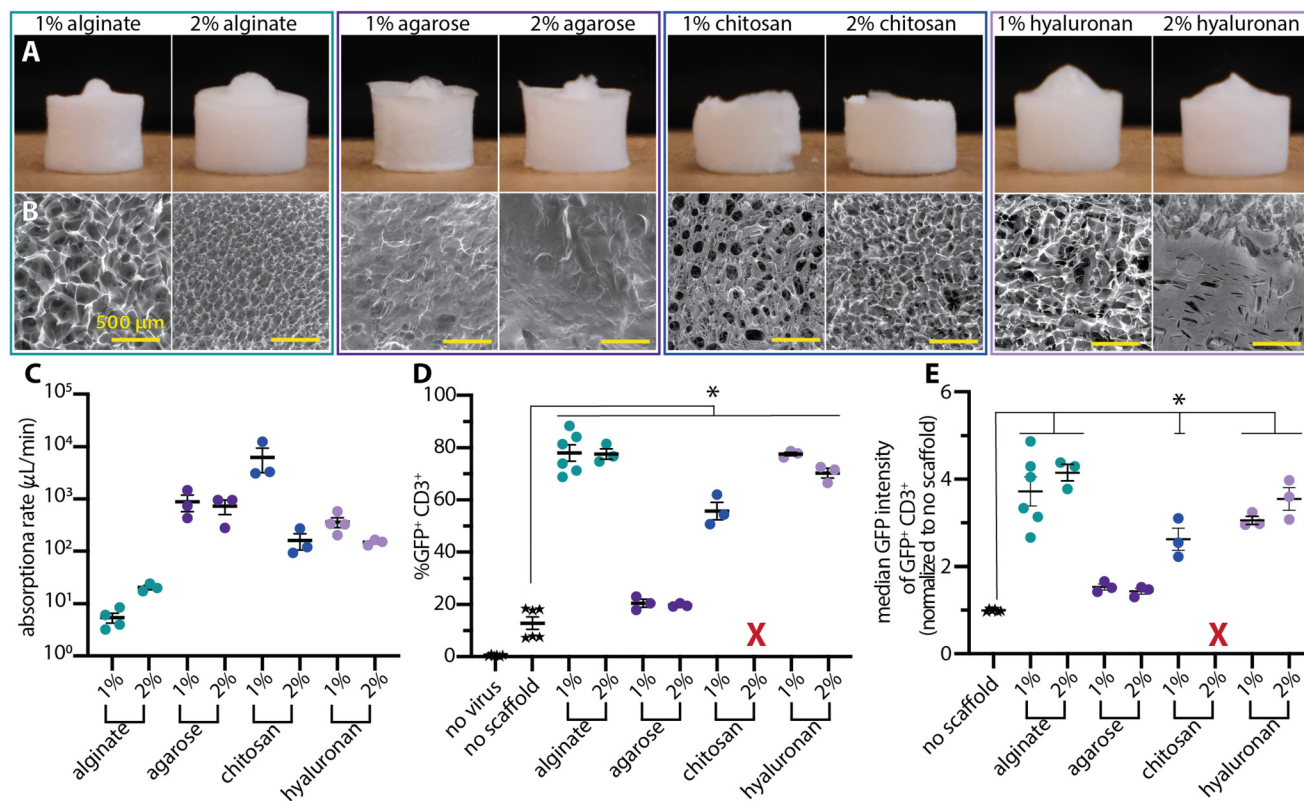 1% alginate 2% alginate 1% agarose 2% agarose 1% chitosan 2% chitosan 1% hyaluronan 2% hyaluronan
A
B
500 µm
C
absorptiona rate (µL/min)
10⁵
10⁴
10³
10²
10¹
10⁰
1% 2% 1% 2% 1% 2% 1% 2%
alginate agarose chitosan hyaluronan
D
%GFP⁺ CD3⁺
100
80
60
40
20
0
*
X
no virus no scaffold 1% 2% 1% 2% 1% 2% 1% 2%
alginate agarose chitosan hyaluronan
E
median GFP intensity
of GFP⁺ CD3⁺
(normalized to no scaffold)
6
4
2
0
*
X
no scaffold 1% 2% 1% 2% 1% 2% 1% 2%
alginate agarose chitosan hyaluronan